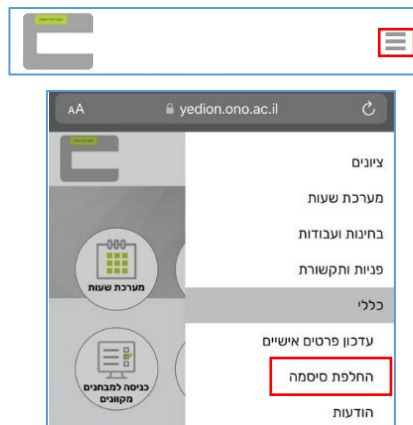 AA yedion.ono.ac.il
ציונים
מערכת שעות
בחינות ועבודות
פניות ותקשורת
כללי
עדכון פרטים אישיים
החלפת סיסמה
הודעות
מערכת שעות
כניסה למבחנים
מקוונים